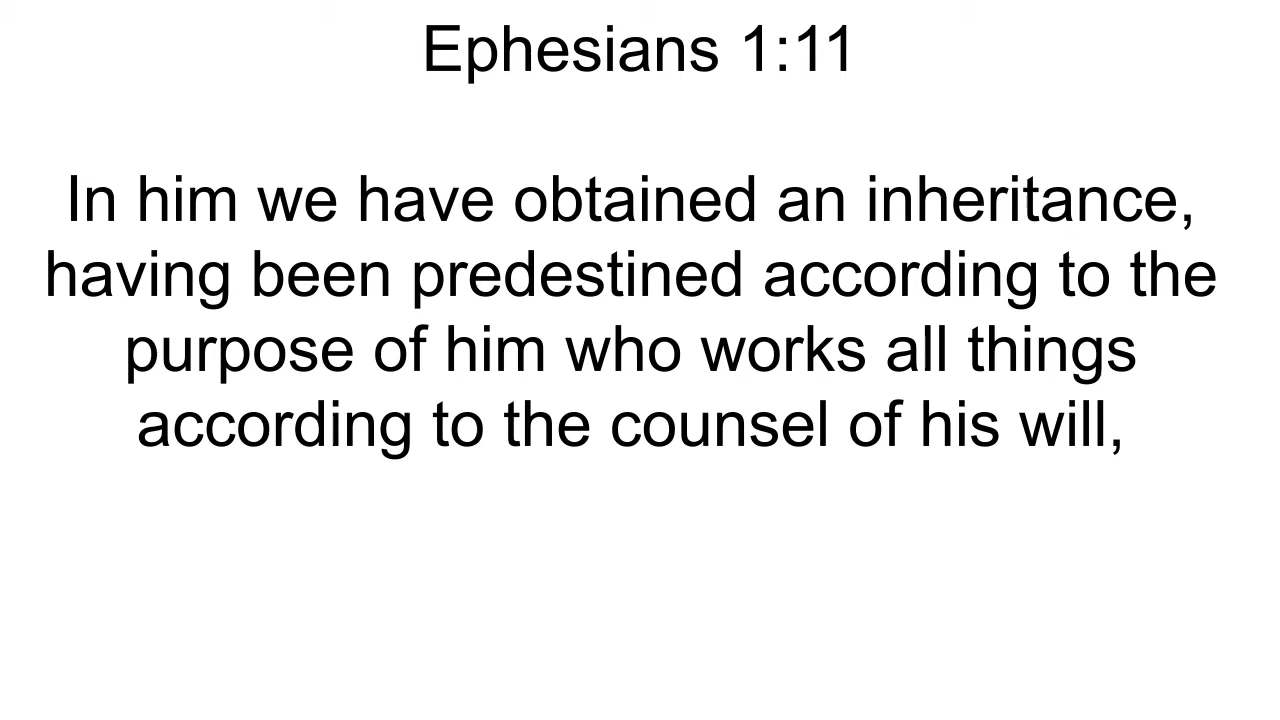 Ephesians 1:11
In him we have obtained an inheritance,
having been predestined according to the
purpose of him who works all things
according to the counsel of his will,